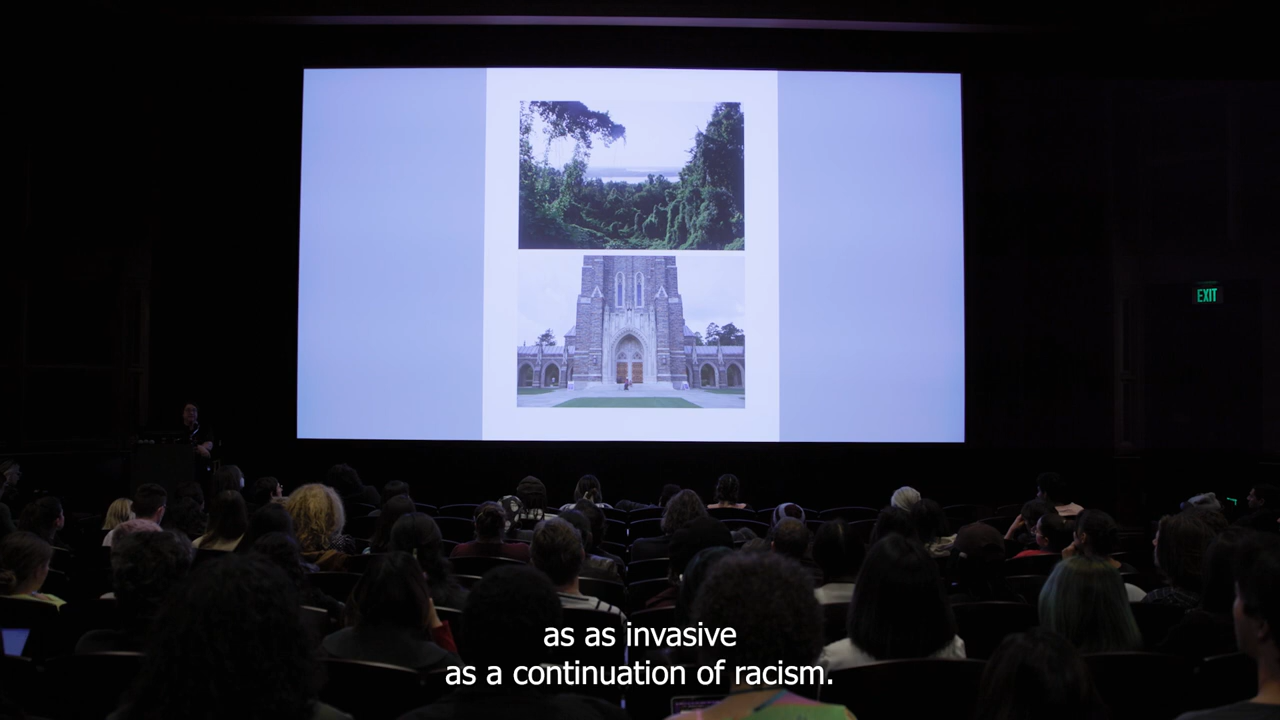 EXIT
as as invasive
as a continuation of racism.